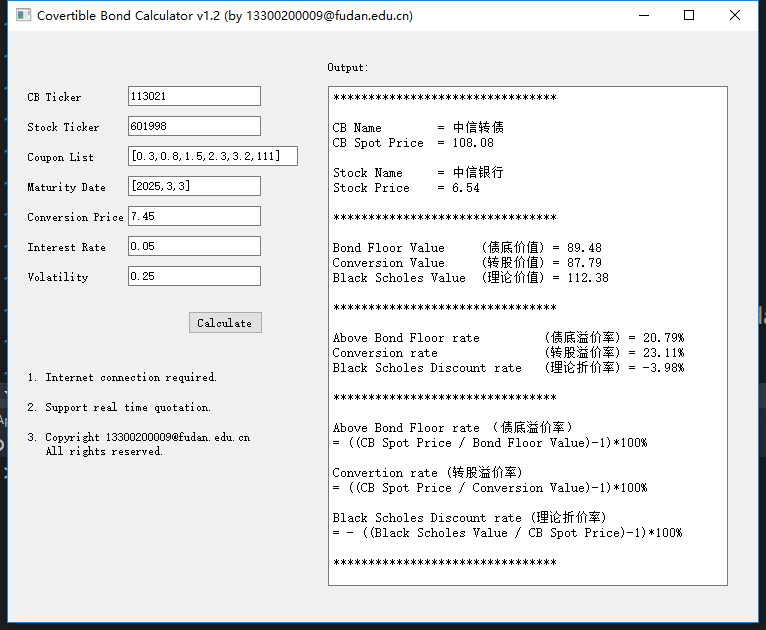 Covertible Bond Calculator v1.2 (by 13300200009@fudan.edu.cn)
CB Ticker 113021
Stock Ticker 601998
Coupon List [0.3,0.8,1.5,2.3,3.2,111]
Maturity Date [2025,3,3]
Conversion Price 7.45
Interest Rate 0.05
Volatility 0.25
Calculate
1. Internet connection required.
2. Support real time quotation.
3. Copyright 13300200009@fudan.edu.cn
All rights reserved.
Output:
********************************
CB Name = 中信转债
CB Spot Price = 108.08
Stock Name = 中信银行
Stock Price = 6.54
********************************
Bond Floor Value (债底价值) = 89.48
Conversion Value (转股价值) = 87.79
Black Scholes Value (理论价值) = 112.38
********************************
Above Bond Floor rate (债底溢价率) = 20.79%
Conversion rate (转股溢价率) = 23.11%
Black Scholes Discount rate (理论折价率) = -3.98%
********************************
Above Bond Floor rate （债底溢价率）
= ((CB Spot Price / Bond Floor Value)-1)*100%
Convertion rate (转股溢价率)
= ((CB Spot Price / Conversion Value)-1)*100%
Black Scholes Discount rate (理论折价率)
= - ((Black Scholes Value / CB Spot Price)-1)*100%
********************************